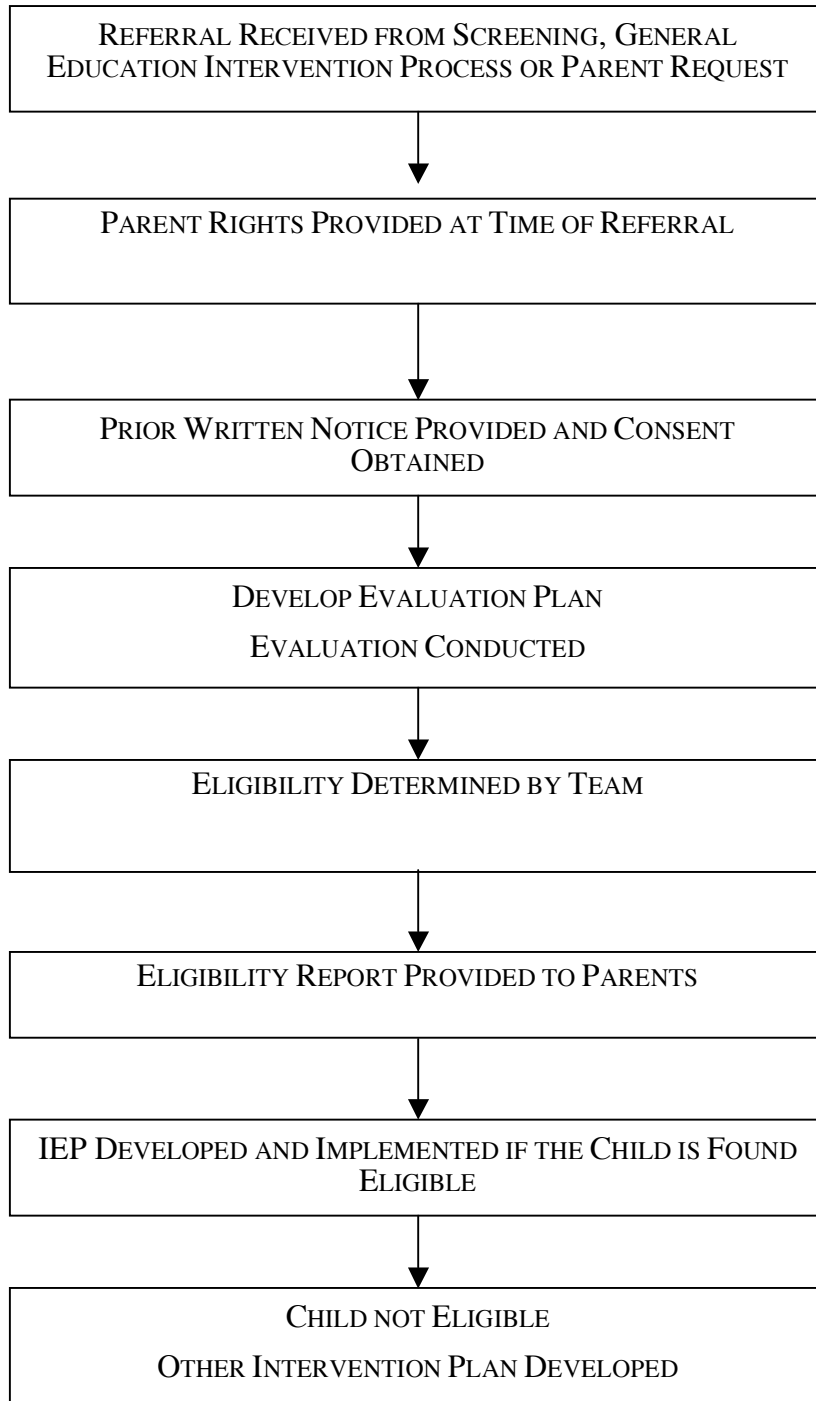 Referral Received from Screening, General
Education Intervention Process or Parent Request
Parent Rights Provided at Time of Referral
Prior Written Notice Provided and Consent
Obtained
Develop Evaluation Plan
Evaluation Conducted
Eligibility Determined by Team
Eligibility Report Provided to Parents
IEP Developed and Implemented if the Child is Found
Eligible
Child not Eligible
Other Intervention Plan Developed